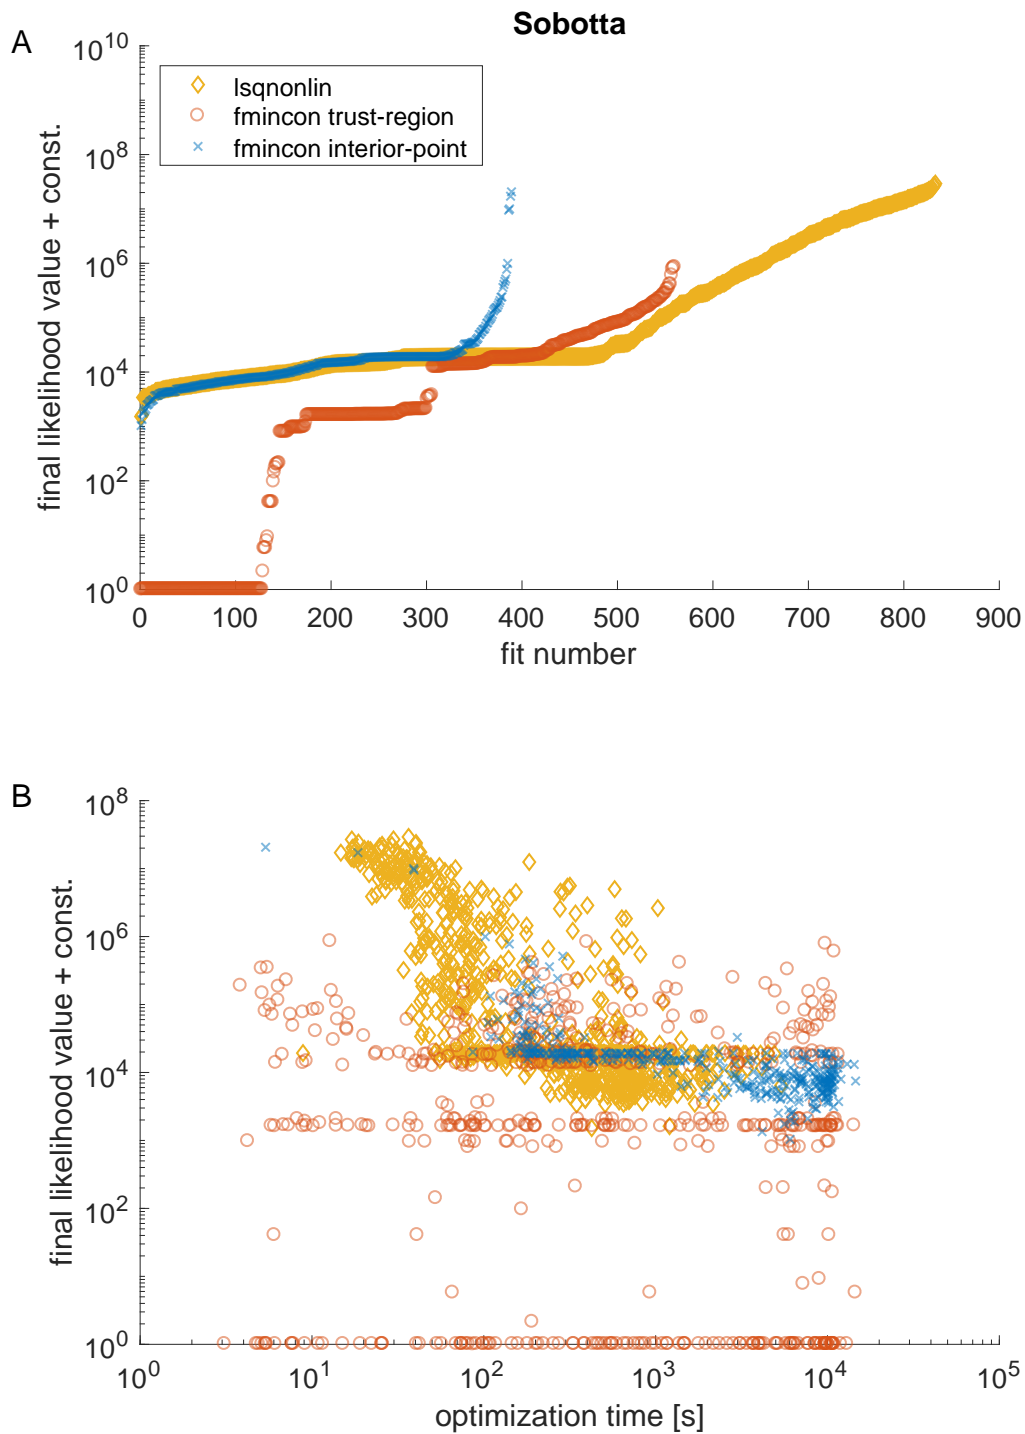 Sobotta
A
10^10
10^8
10^6
10^4
10^2
10^0
final likelihood value + const.
lsqnonlin
fmincon trust-region
fmincon interior-point
0 100 200 300 400 500 600 700 800 900
fit number
B
10^8
10^6
10^4
10^2
10^0
final likelihood value + const.
10^0 10^1 10^2 10^3 10^4 10^5
optimization time [s]